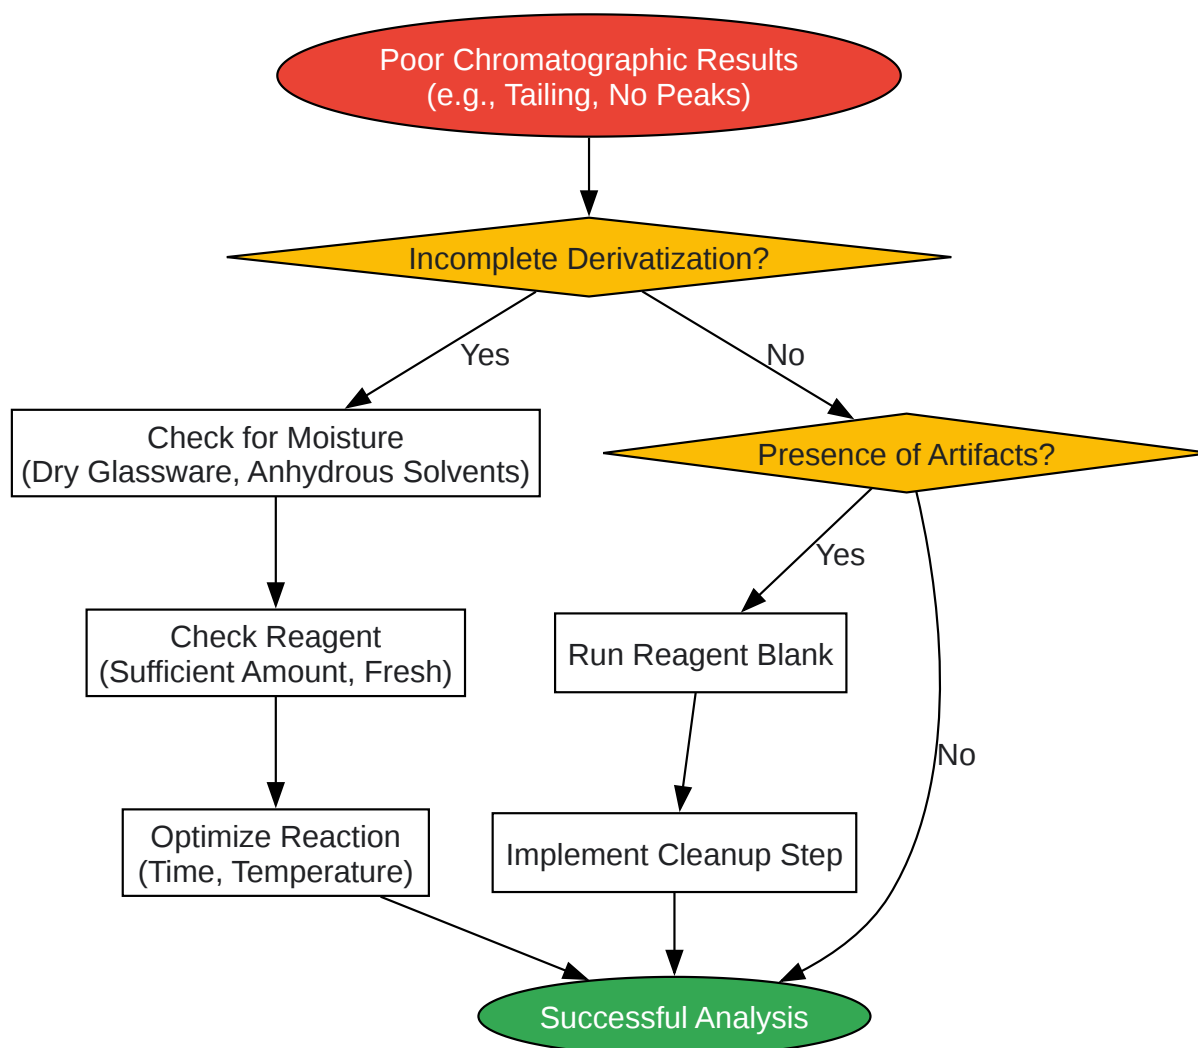 Poor Chromatographic Results
(e.g., Tailing, No Peaks)
Incomplete Derivatization?
Yes
No
Check for Moisture
(Dry Glassware, Anhydrous Solvents)
Presence of Artifacts?
Yes
Check Reagent
(Sufficient Amount, Fresh)
Run Reagent Blank
No
Optimize Reaction
(Time, Temperature)
Implement Cleanup Step
Successful Analysis